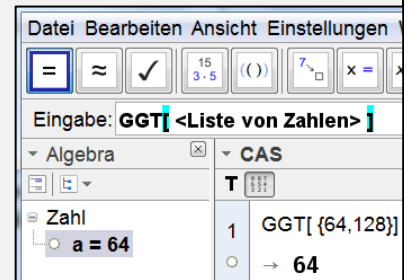 Datei Bearbeiten Ansicht Einstellungen
= ≈ ✓ 15 3·5 (( )) 7 x = x
Eingabe: GGT[ <Liste von Zahlen> ]
Algebra
CAS
T
Zahl
a = 64
1 GGT[ {64,128}]
→ 64